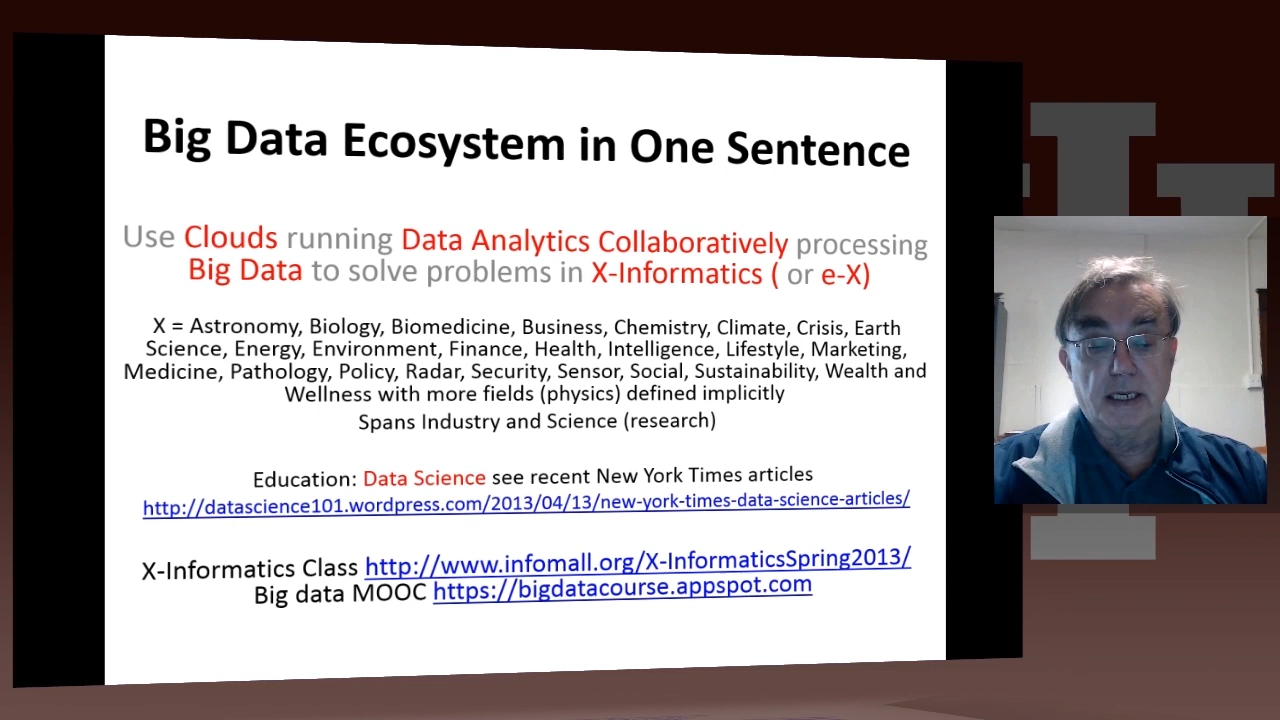 Big Data Ecosystem in One Sentence
Use Clouds running Data Analytics Collaboratively processing
Big Data to solve problems in X-Informatics ( or e-X)
X = Astronomy, Biology, Biomedicine, Business, Chemistry, Climate, Crisis, Earth
Science, Energy, Environment, Finance, Health, Intelligence, Lifestyle, Marketing,
Medicine, Pathology, Policy, Radar, Security, Sensor, Social, Sustainability, Wealth and
Wellness with more fields (physics) defined implicitly
Spans Industry and Science (research)
Education: Data Science see recent New York Times articles
http://datascience101.wordpress.com/2013/04/13/new-york-times-data-science-articles/
X-Informatics Class http://www.infomall.org/X-InformaticsSpring2013/
Big data MOOC https://bigdatacourse.appspot.com